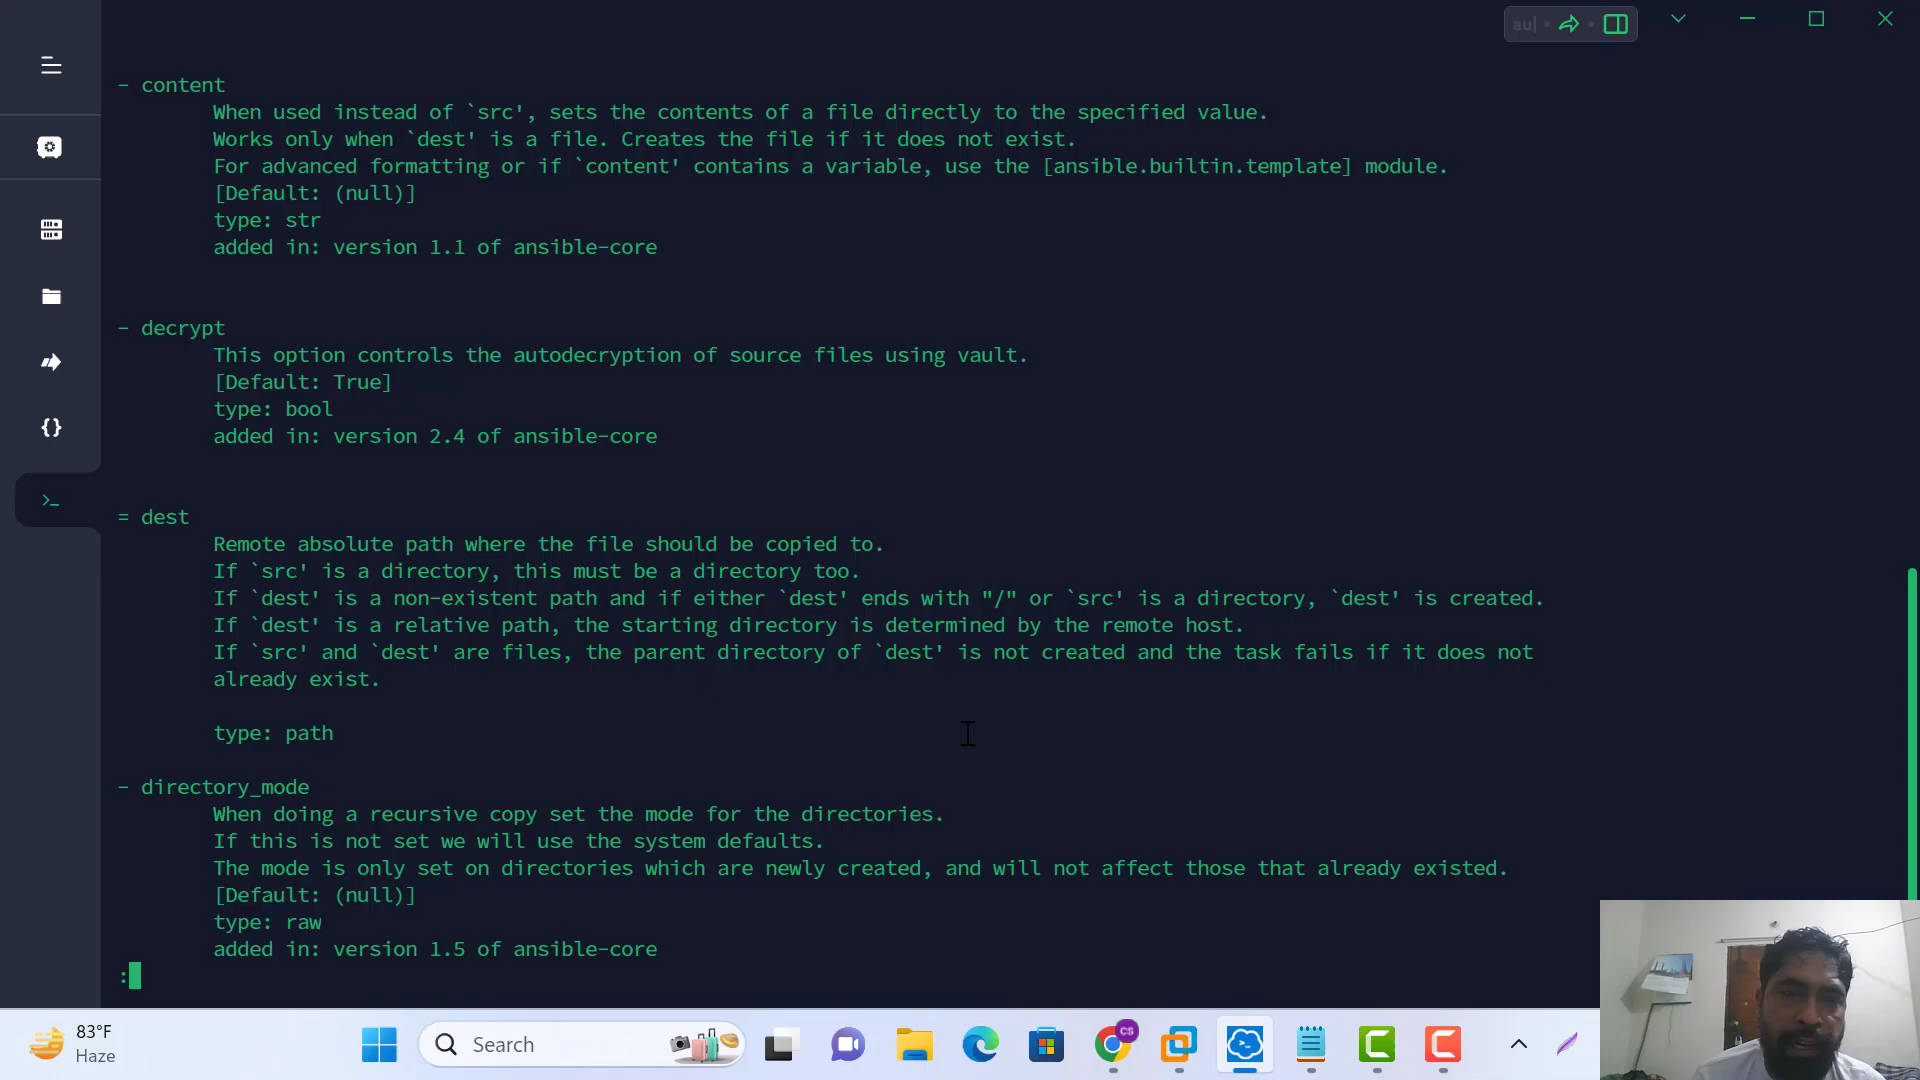 au
- content
When used instead of `src', sets the contents of a file directly to the specified value.
Works only when `dest' is a file. Creates the file if it does not exist.
For advanced formatting or if `content' contains a variable, use the [ansible.builtin.template] module.
[Default: (null)]
type: str
added in: version 1.1 of ansible-core
- decrypt
This option controls the autodecryption of source files using vault.
[Default: True]
type: bool
added in: version 2.4 of ansible-core
= dest
Remote absolute path where the file should be copied to.
If `src' is a directory, this must be a directory too.
If `dest' is a non-existent path and if either `dest' ends with "/" or `src' is a directory, `dest' is created.
If `dest' is a relative path, the starting directory is determined by the remote host.
If `src' and `dest' are files, the parent directory of `dest' is not created and the task fails if it does not
already exist.
type: path
- directory_mode
When doing a recursive copy set the mode for the directories.
If this is not set we will use the system defaults.
The mode is only set on directories which are newly created, and will not affect those that already existed.
[Default: (null)]
type: raw
added in: version 1.5 of ansible-core
:
83°F
Haze
Search
CS